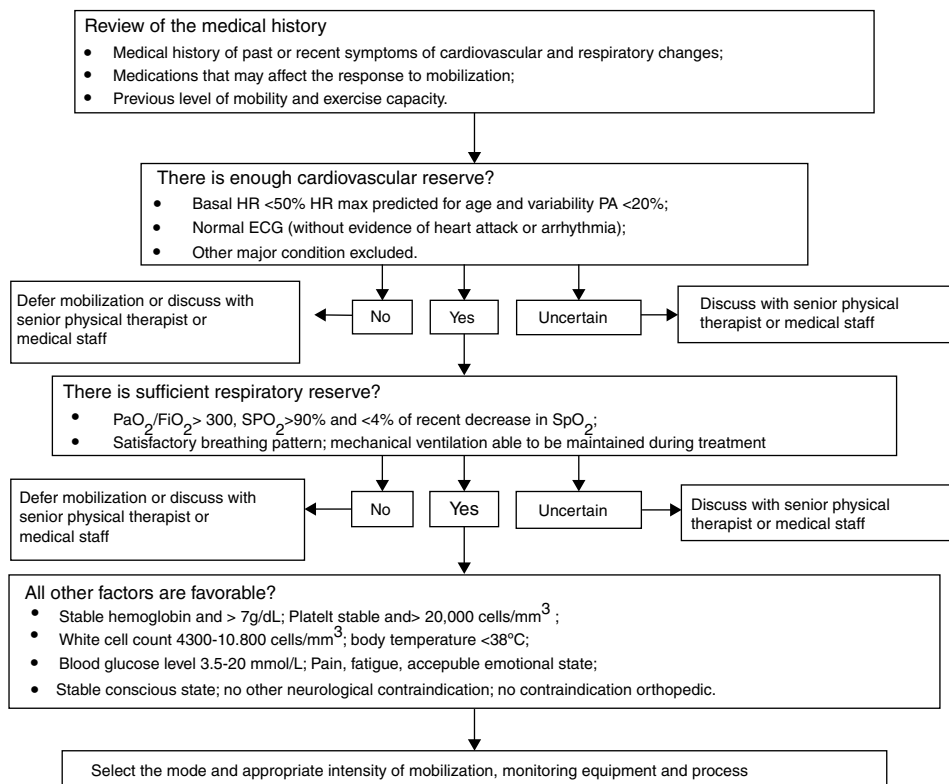 Review of the medical history
• Medical history of past or recent symptoms of cardiovascular and respiratory changes;
• Medications that may affect the response to mobilization;
• Previous level of mobility and exercise capacity.
There is enough cardiovascular reserve?
• Basal HR <50% HR max predicted for age and variability PA <20%;
• Normal ECG (without evidence of heart attack or arrhythmia);
• Other major condition excluded.
Defer mobilization or discuss with
senior physical therapist or
medical staff
No
Yes
Uncertain
Discuss with senior physical
therapist or medical staff
There is sufficient respiratory reserve?
• PaO₂/FiO₂> 300, SPO₂>90% and <4% of recent decrease in SpO₂;
• Satisfactory breathing pattern; mechanical ventilation able to be maintained during treatment
Defer mobilization or discuss with
senior physical therapist or
medical staff
No
Yes
Uncertain
Discuss with senior physical
therapist or medical staff
All other factors are favorable?
• Stable hemoglobin and > 7g/dL; Platelt stable and> 20,000 cells/mm³ ;
• White cell count 4300-10.800 cells/mm³; body temperature <38ºC;
• Blood glucose level 3.5-20 mmol/L; Pain, fatigue, accepuble emotional state;
• Stable conscious state; no other neurological contraindication; no contraindication orthopedic.
Select the mode and appropriate intensity of mobilization, monitoring equipment and process